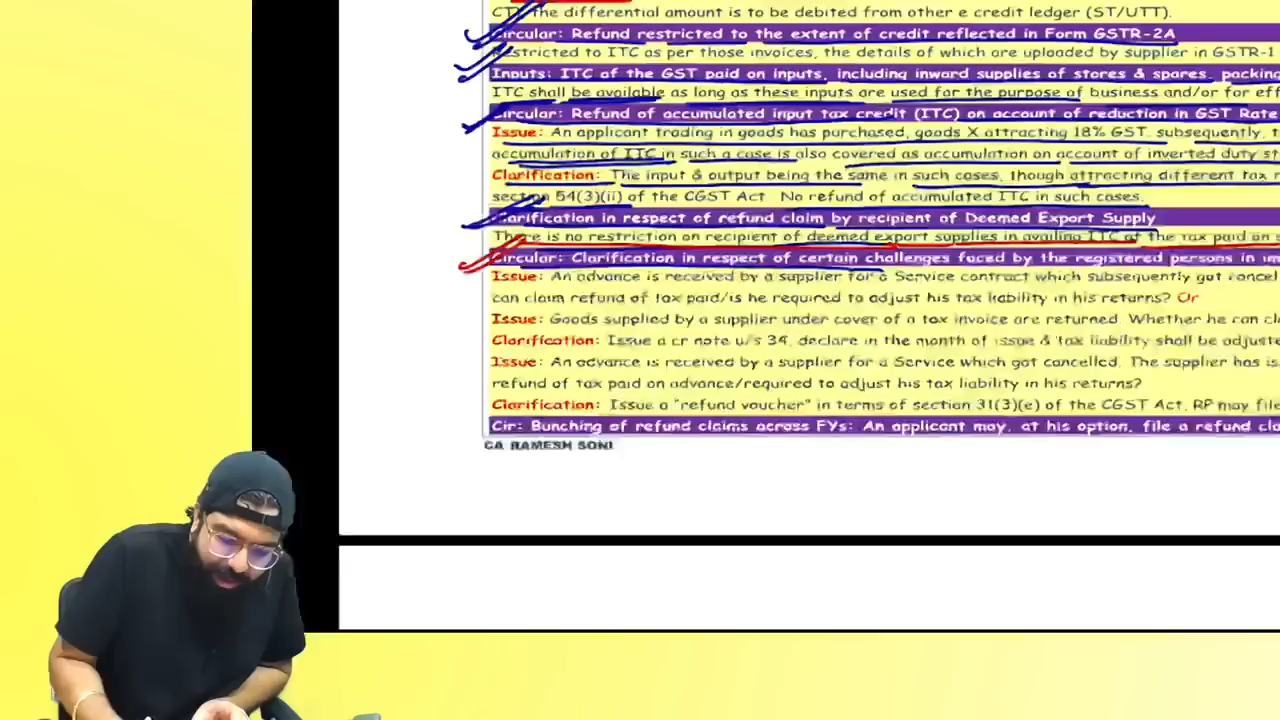 CT, the differential amount is to be debited from other e credit ledger (ST/UTT).
Circular: Refund restricted to the extent of credit reflected in Form GSTR-2A
Restricted to ITC as per those invoices, the details of which are uploaded by supplier in GSTR-1
Inputs: ITC of the GST paid on inputs, including inward supplies of stores & spares, packing
ITC shall be available as long as these inputs are used for the purpose of business and/or for eff
Circular: Refund of accumulated input tax credit (ITC) on account of reduction in GST Rate
Issue: An applicant trading in goods has purchased, goods X attracting 18% GST. subsequently, t
accumulation of ITC in such a case is also covered as accumulation on account of inverted duty st
Clarification: The input & output being the same in such cases, though attracting different tax r
section 54(3)(ii) of the CGST Act. No refund of accumulated ITC in such cases.
Clarification in respect of refund claim by recipient of Deemed Export Supply
There is no restriction on recipient of deemed export supplies in availing ITC of the tax paid on s
Circular: Clarification in respect of certain challenges faced by the registered persons in im
Issue: An advance is received by a supplier for a Service contract which subsequently got cancel
can claim refund of tax paid/is he required to adjust his tax liability in his returns? Or
Issue: Goods supplied by a supplier under cover of a tax invoice are returned. Whether he can cl
Clarification: Issue a cr note u/s 34, declare in the month of issue & tax liability shall be adjuste
Issue: An advance is received by a supplier for a Service which got cancelled. The supplier has is
refund of tax paid on advance/required to adjust his tax liability in his returns?
Clarification: Issue a "refund voucher" in terms of section 31(3)(e) of the CGST Act. RP may file
Cir: Bunching of refund claims across FYs: An applicant may, at his option, file a refund cla
CA RAMESH SONI